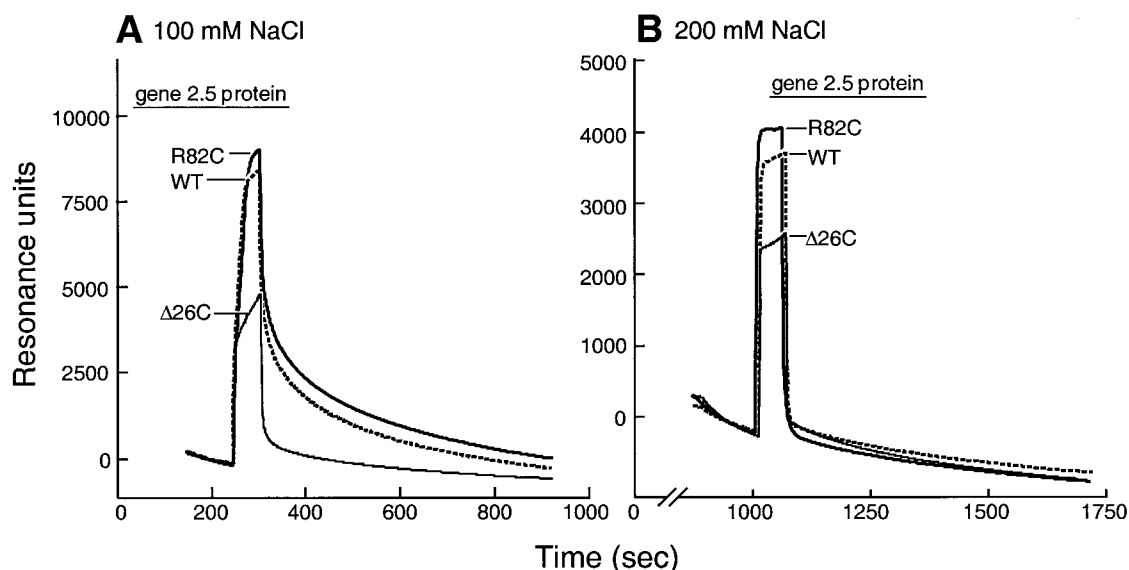 A 100 mM NaCl
gene 2.5 protein
Resonance units
10000
7500
5000
2500
0
R82C
WT
Δ26C
0
200
400
600
800
1000
B 200 mM NaCl
gene 2.5 protein
5000
4000
3000
2000
1000
0
R82C
WT
Δ26C
0
1000
1250
1500
1750
Time (sec)